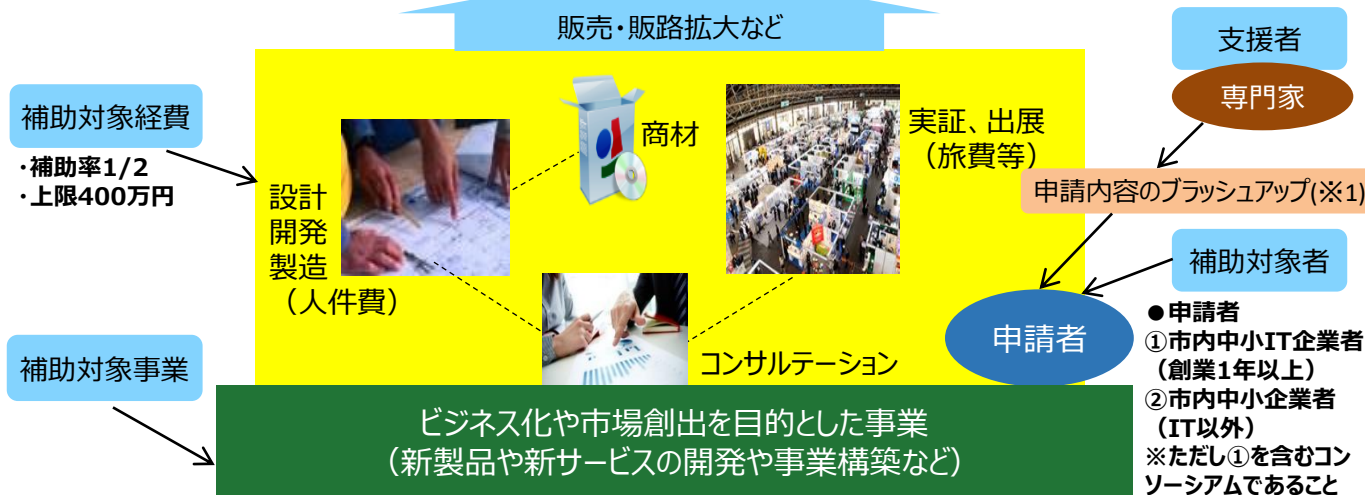 販売・販路拡大など
支援者
専門家
補助対象経費
・補助率1/2
・上限400万円
商材
実証、出展
（旅費等）
申請内容のブラッシュアップ(※1)
設計
開発
製造
（人件費）
補助対象者
申請者
●申請者
①市内中小IT企業者
（創業1年以上）
②市内中小企業者
（IT以外）
※ただし①を含むコン
ソーシアムであること
コンサルテーション
補助対象事業
ビジネス化や市場創出を目的とした事業
（新製品や新サービスの開発や事業構築など）